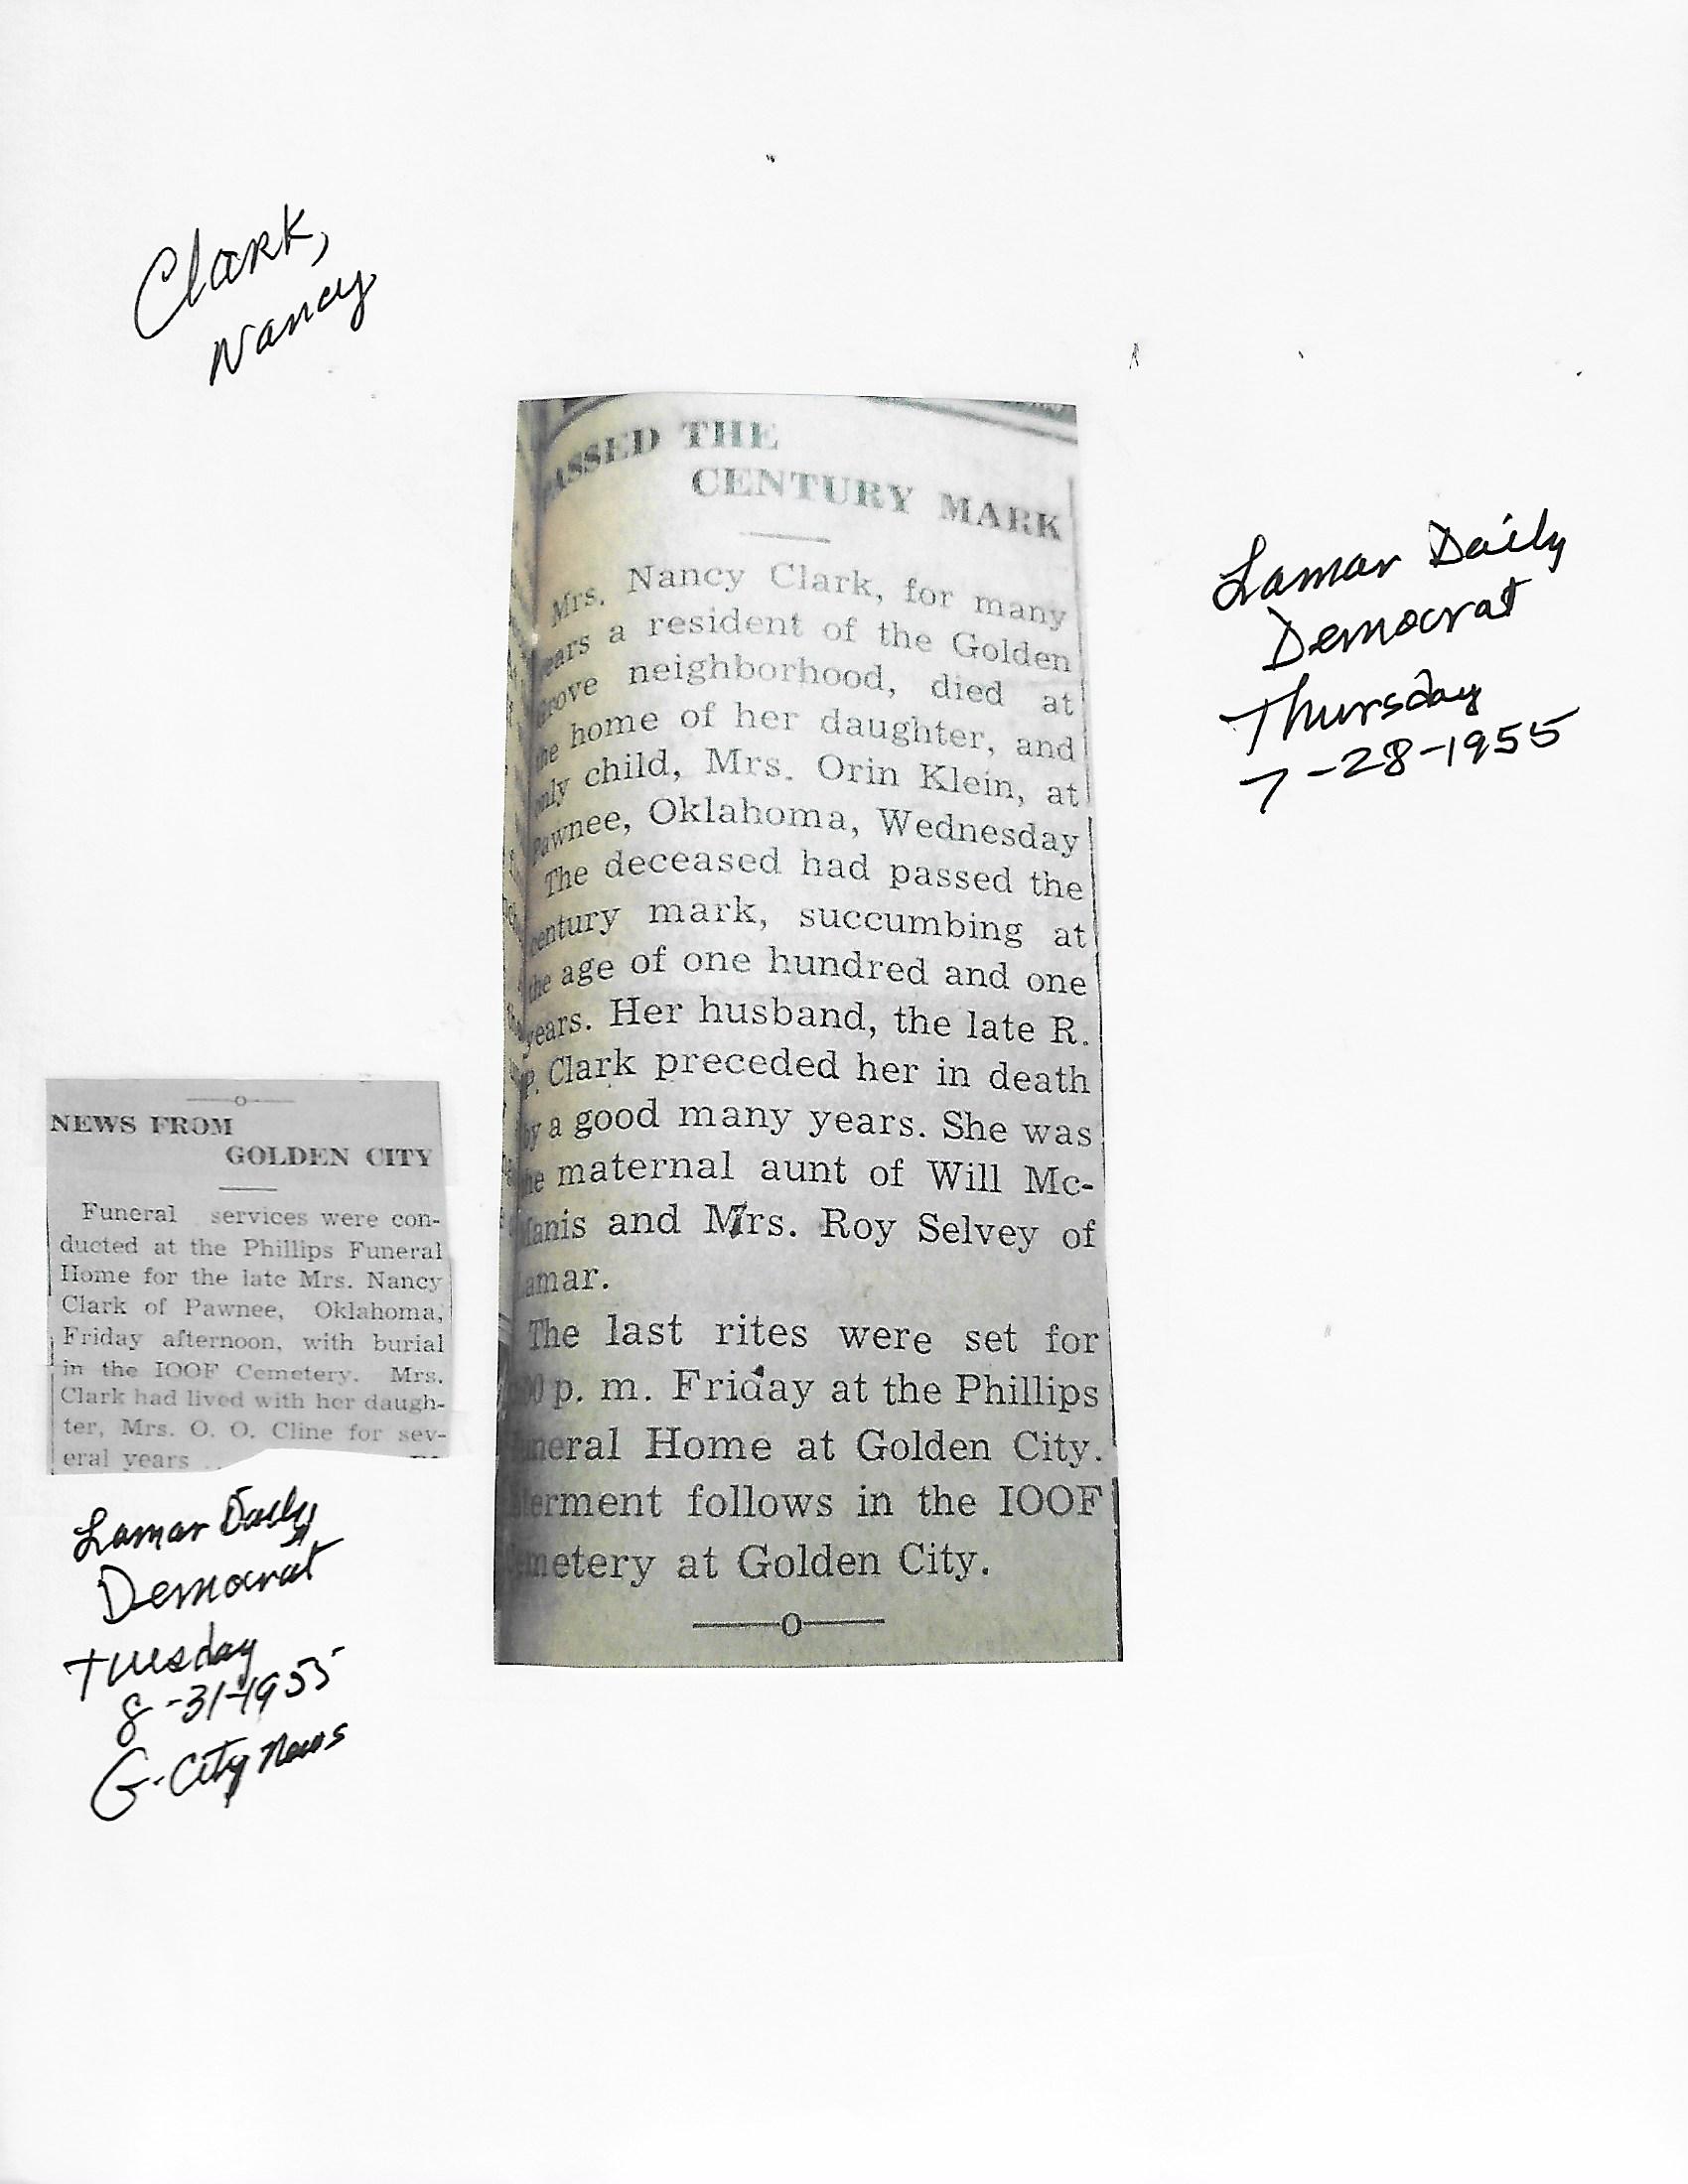 Clark,
Nancy
PASSED THE
CENTURY MARK
Mrs. Nancy Clark, for many
years a resident of the Golden
Grove neighborhood, died at
the home of her daughter, and
only child, Mrs. Orin Klein, at
Pawnee, Oklahoma, Wednesday
The deceased had passed the
century mark, succumbing at
the age of one hundred and one
years. Her husband, the late R.
P. Clark preceded her in death
by a good many years. She was
the maternal aunt of Will Mc-
Manis and Mrs. Roy Selvey of
Lamar.
The last rites were set for
00 p. m. Friday at the Phillips
Funeral Home at Golden City.
Interment follows in the IOOF
Cemetery at Golden City.
Lamar Daily
Democrat
Thursday
7-28-1955
NEWS FROM
GOLDEN CITY
Funeral services were con-
ducted at the Phillips Funeral
Home for the late Mrs. Nancy
Clark of Pawnee, Oklahoma,
Friday afternoon, with burial
in the IOOF Cemetery. Mrs.
Clark had lived with her daugh-
ter, Mrs. O. O. Cline for sev-
eral years
Lamar Daily
Democrat
Tuesday
8-31-1955
G-City News